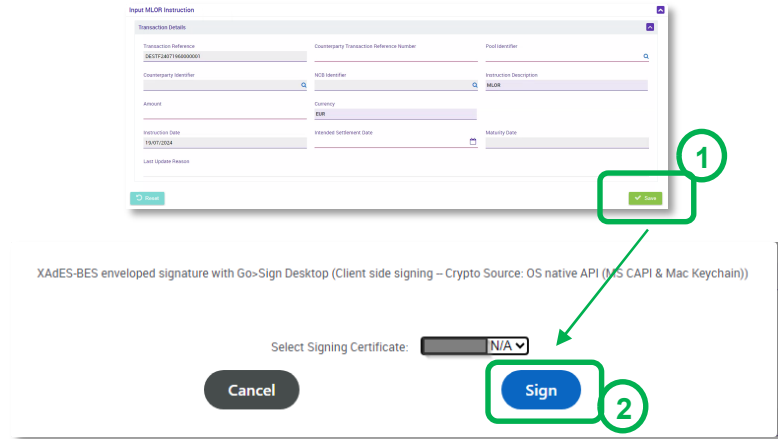 Input MLOR Instruction
Transaction Details
Transaction Reference
DESTF24071960000001
Counterparty Transaction Reference Number
Pool Identifier
Counterparty Identifier
NCB Identifier
Instruction Description
MLOR
Amount
Currency
EUR
Instruction Date
19/07/2024
Intended Settlement Date
Maturity Date
Last Update Reason
Reset
Save
1
XAdES-BES enveloped signature with Go>Sign Desktop (Client side signing – Crypto Source: OS native API (MS CAPI & Mac Keychain))
Select Signing Certificate:
N/A
Cancel
Sign
2